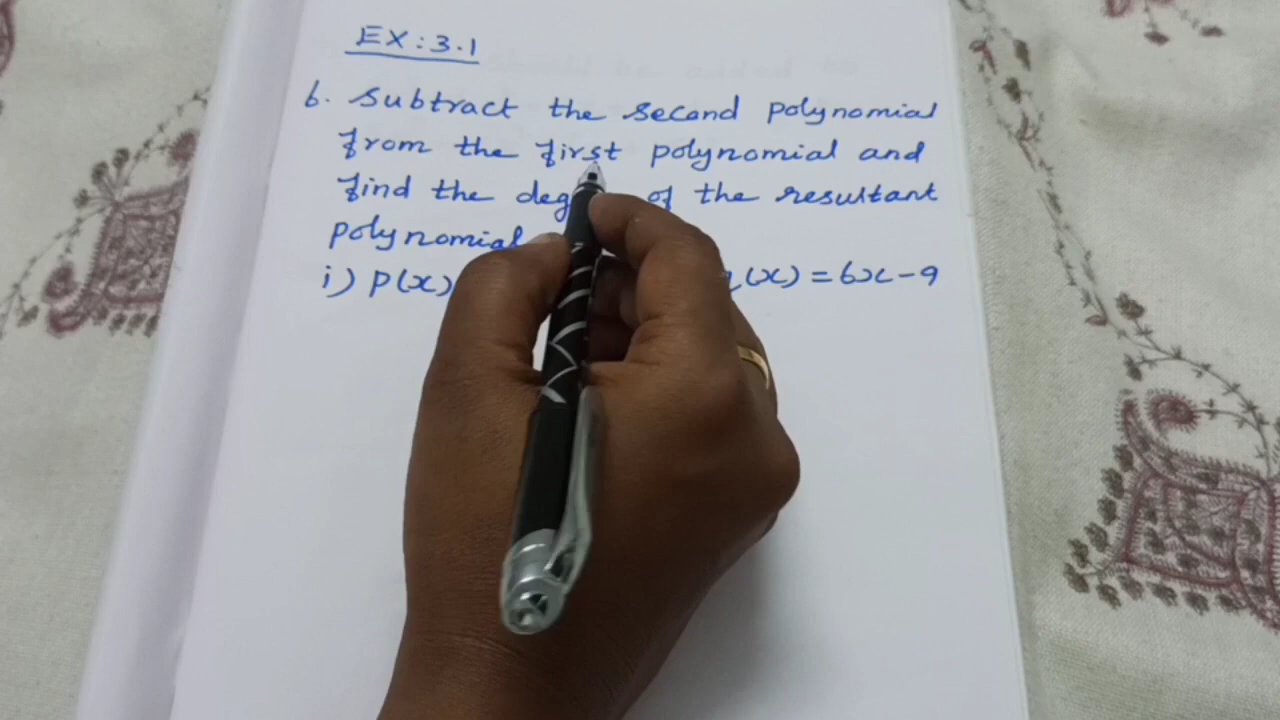 EX: 3.1
6. Subtract the second polynomial
from the first polynomial and
find the of the resultant
polynomial
i) P(x) (x) = 6x - 9